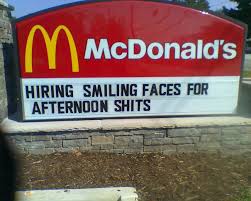 McDonald's
HIRING SMILING FACES FOR
AFTERNOON SHITS